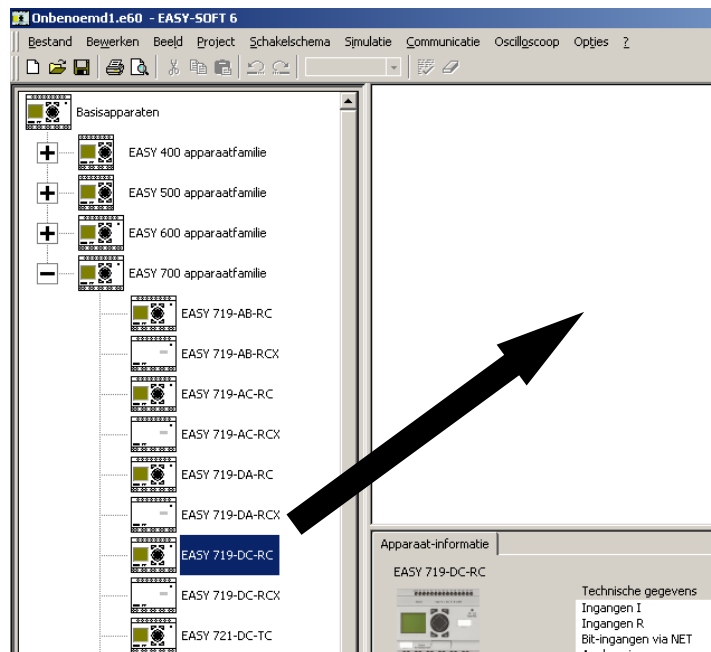 Onbenoemd1.e60 - EASY-SOFT 6
Bestand Bewerken Beeld Project Schakelschema Simulatie Communicatie Oscilloscoop Opties ?
Basisapparaten
EASY 400 apparaatfamilie
EASY 500 apparaatfamilie
EASY 600 apparaatfamilie
EASY 700 apparaatfamilie
EASY 719-AB-RC
EASY 719-AB-RCX
EASY 719-AC-RC
EASY 719-AC-RCX
EASY 719-DA-RC
EASY 719-DA-RCX
EASY 719-DC-RC
EASY 719-DC-RCX
EASY 721-DC-TC
Apparaat-informatie
EASY 719-DC-RC
Technische gegevens
Ingangen I
Ingangen R
Bit-ingangen via NET